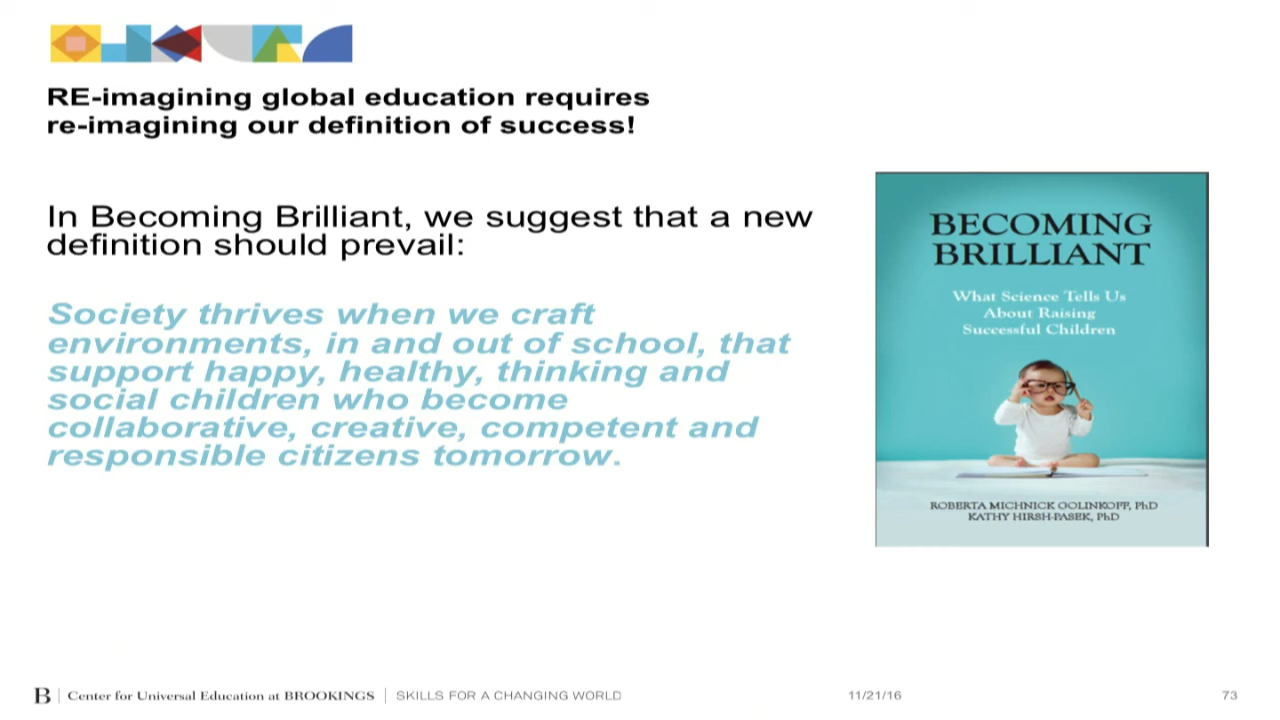 RE-imagining global education requires
re-imagining our definition of success!
In Becoming Brilliant, we suggest that a new
definition should prevail:
Society thrives when we craft
environments, in and out of school, that
support happy, healthy, thinking and
social children who become
collaborative, creative, competent and
responsible citizens tomorrow.
BECOMING
BRILLIANT
What Science Tells Us
About Raising
Successful Children
ROBERTA MICHNICK GOLINKOFF, PhD
KATHY HIRSH-PASEK, PhD
B | Center for Universal Education at BROOKINGS | SKILLS FOR A CHANGING WORLD 11/21/16 73